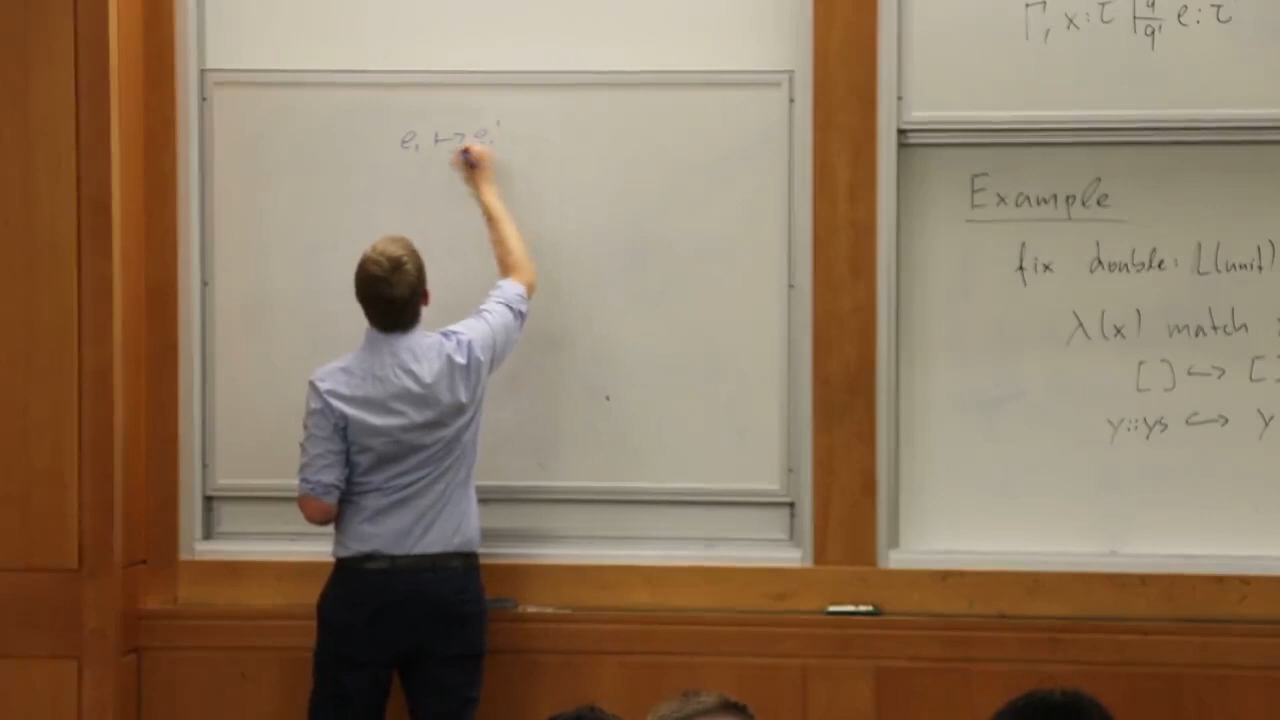 e₁ ↦ e₁'
Γ, x:τ |q/q' e:τ
Example
fix double: L(unit)
λ(x) match
[] ↪ []
y::ys ↪ y